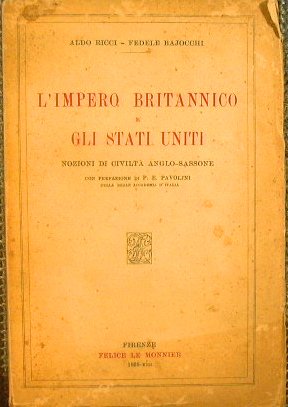 ALDO RICCI - FEDELE BAJOCCHI
L'IMPERO BRITANNICO
E
GLI STATI UNITI
NOZIONI DI CIVILTÀ ANGLO-SASSONE
CON PREFAZIONE DI P. E. PAVOLINI
DELLA REALE ACCADEMIA D'ITALIA
FIRENZE
FELICE LE MONNIER